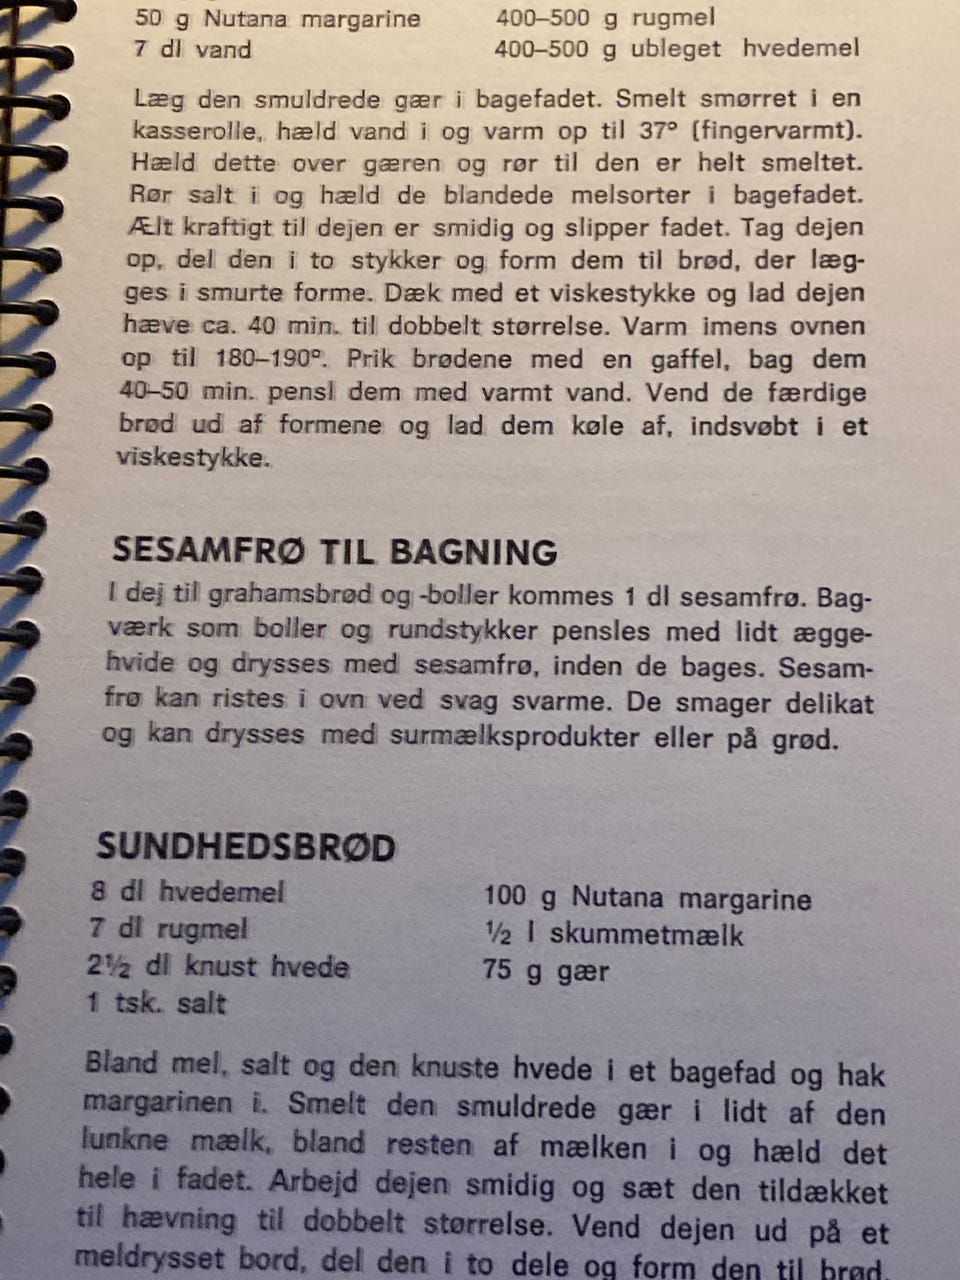 50 g Nutana margarine 400–500 g rugmel
7 dl vand 400–500 g ubleget hvedemel
Læg den smuldrede gær i bagefadet. Smelt smørret i en
kasserolle, hæld vand i og varm op til 37° (fingervarmt).
Hæld dette over gæren og rør til den er helt smeltet.
Rør salt i og hæld de blandede melsorter i bagefadet.
Ælt kraftigt til dejen er smidig og slipper fadet. Tag dejen
op, del den i to stykker og form dem til brød, der læg-
ges i smurte forme. Dæk med et viskestykke og lad dejen
hæve ca. 40 min. til dobbelt størrelse. Varm imens ovnen
op til 180–190°. Prik brødene med en gaffel, bag dem
40–50 min. pensl dem med varmt vand. Vend de færdige
brød ud af formene og lad dem køle af, indsvøbt i et
viskestykke.
SESAMFRØ TIL BAGNING
I dej til grahamsbrød og -boller kommes 1 dl sesamfrø. Bag-
værk som boller og rundstykker pensles med lidt ægge-
hvide og drysses med sesamfrø, inden de bages. Sesam-
frø kan ristes i ovn ved svag svarme. De smager delikat
og kan drysses med surmælksprodukter eller på grød.
SUNDHEDSBRØD
8 dl hvedemel 100 g Nutana margarine
7 dl rugmel ½ l skummetmælk
2½ dl knust hvede 75 g gær
1 tsk. salt
Bland mel, salt og den knuste hvede i et bagefad og hak
margarinen i. Smelt den smuldrede gær i lidt af den
lunkne mælk, bland resten af mælken i og hæld det
hele i fadet. Arbejd dejen smidig og sæt den tildækket
til hævning til dobbelt størrelse. Vend dejen ud på et
meldrysset bord, del den i to dele og form den til brød.